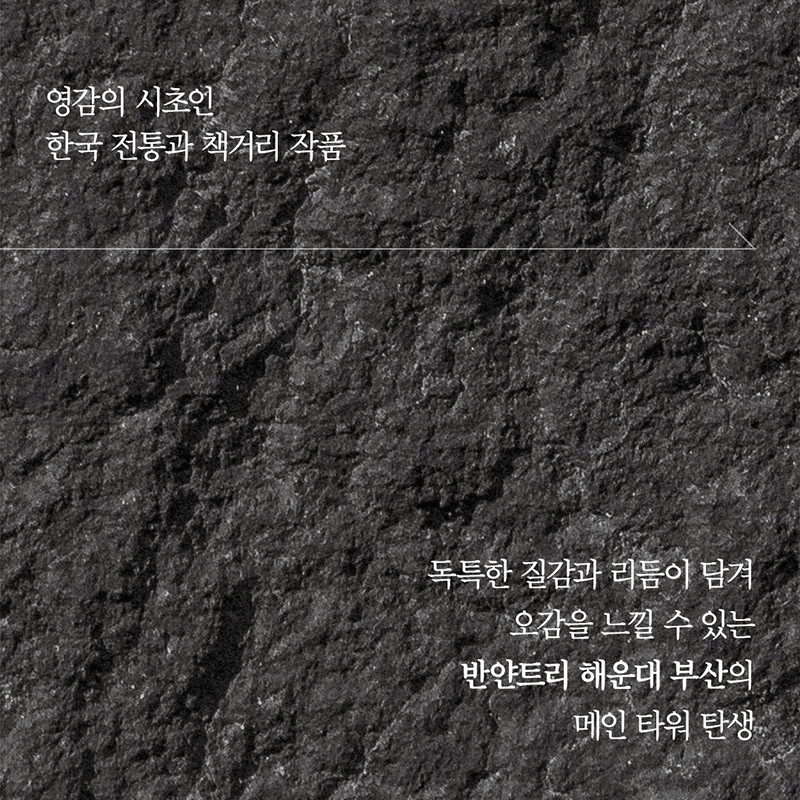 영감의 시초인
한국 전통과 책거리 작품
독특한 질감과 리듬이 담겨
오감을 느낄 수 있는
반얀트리 해운대 부산의
메인 타워 탄생